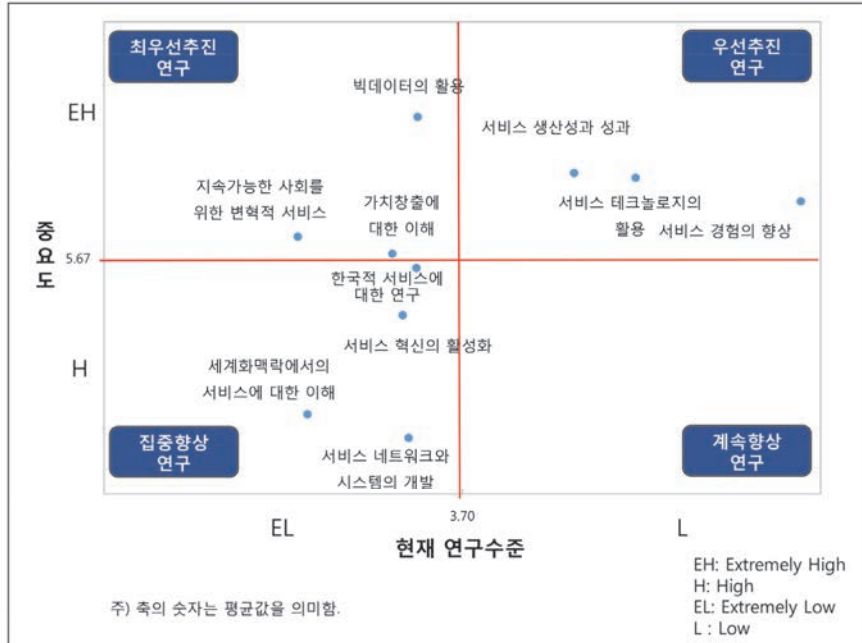 최우선추진
연구
우선추진
연구
빅데이터의 활용
EH
서비스 생산성과 성과
지속가능한 사회를
위한 변혁적 서비스
가치창출에
대한 이해
서비스 테크놀로지의
활용
서비스 경험의 향상
중요도
5.67
한국적 서비스에
대한 연구
서비스 혁신의 활성화
H
세계화맥락에서의
서비스에 대한 이해
집중향상
연구
서비스 네트워크와
시스템의 개발
계속향상
연구
3.70
EL
L
현재 연구수준
EH: Extremely High
H: High
EL: Extremely Low
L : Low
주) 축의 숫자는 평균값을 의미함.